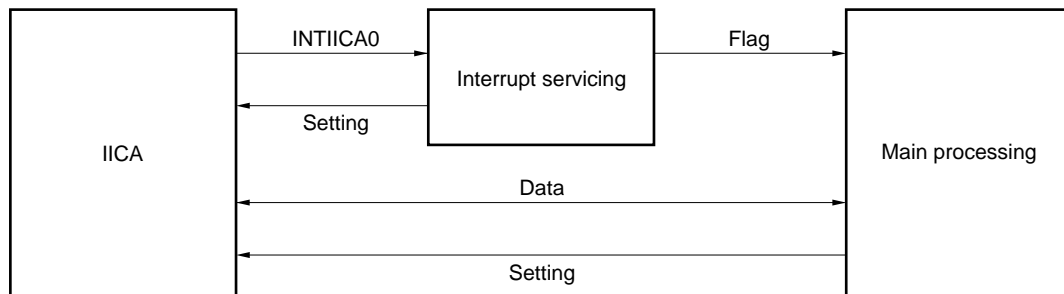 INTIICA0
Flag
Interrupt servicing
Setting
IICA
Main processing
Data
Setting